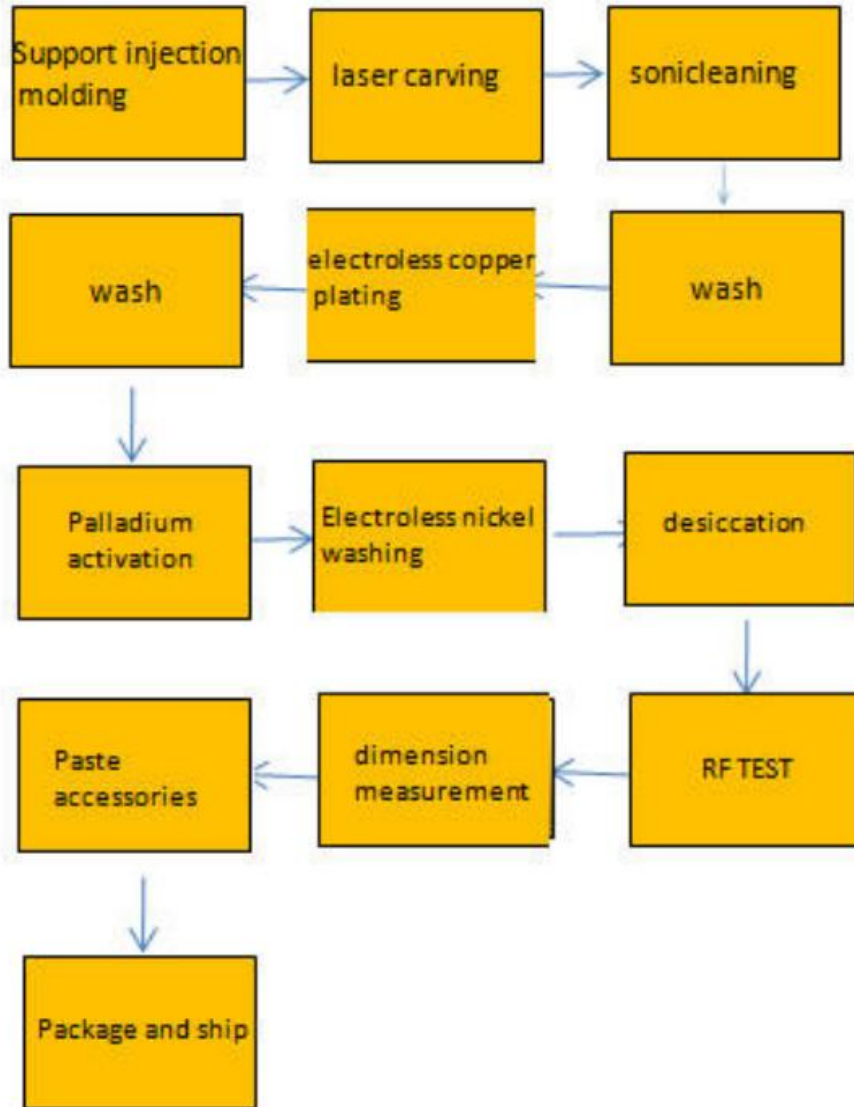 Support injection
molding
laser carving
sonicleaning
wash
electroless copper
plating
wash
Palladium
activation
Electroless nickel
washing
desiccation
RF TEST
dimension
measurement
Paste
accessories
Package and ship